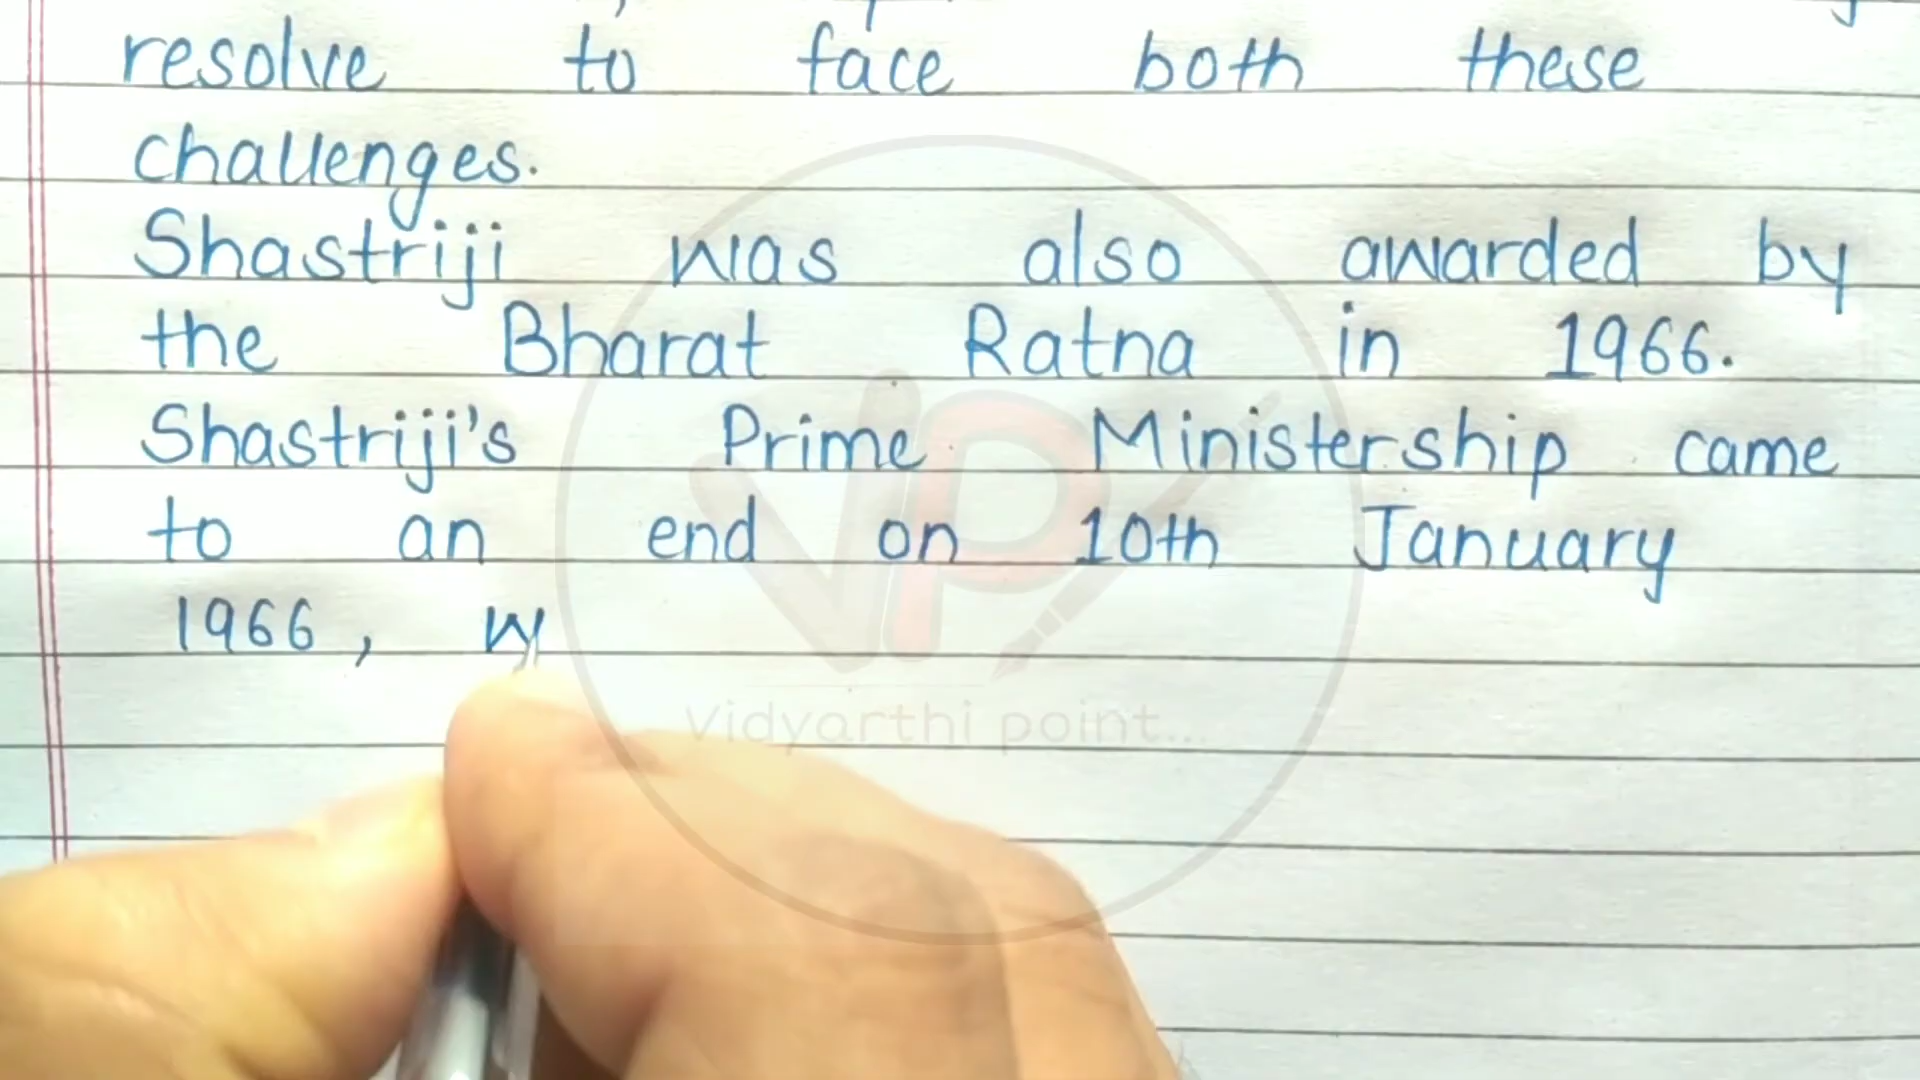 resolve to face both these
challenges.
Shastriji was also awarded by
the Bharat Ratna in 1966.
Shastriji's Prime Ministership came
to an end on 10th January
1966, w
VP
Vidyarthi point...